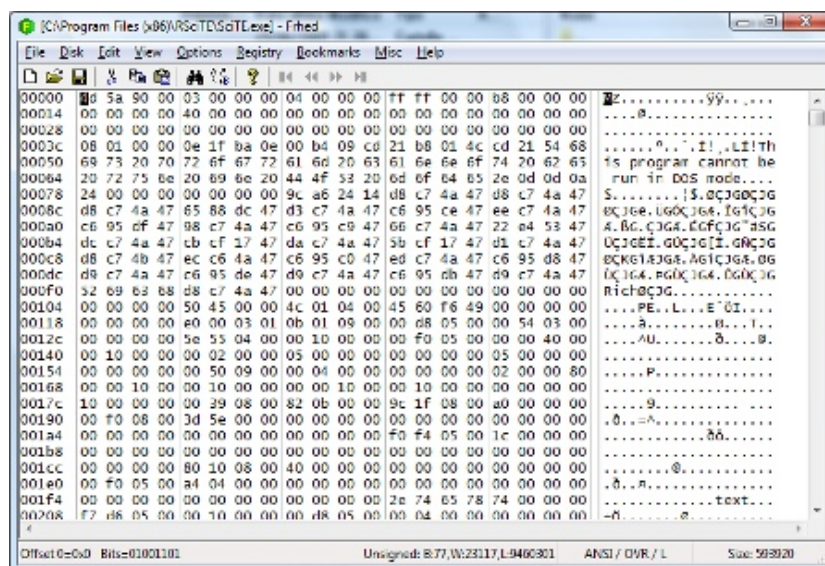 [C:\Program Files (x86)\RSciTE\SciTE.exe] - Frhed
File Disk Edit View Options Registry Bookmarks Misc Help
00000 4d 5a 90 00 03 00 00 00 04 00 00 00 ff ff 00 00 b8 00 00 00
00014 00 00 00 00 40 00 00 00 00 00 00 00 00 00 00 00 00 00 00 00
00028 00 00 00 00 00 00 00 00 00 00 00 00 00 00 00 00 00 00 00 00
0003c 08 01 00 00 0e 1f ba 0e 00 b4 09 cd 21 b8 01 4c cd 21 54 68
00050 69 73 20 70 72 6f 67 72 61 6d 20 63 61 6e 6e 6f 74 20 62 65 is program cannot be
00064 20 72 75 6e 20 69 6e 20 44 4f 53 20 6d 6f 64 65 2e 0d 0d 0a run in DOS mode....
00078 24 00 00 00 00 00 00 00 9c a6 24 14 d8 c7 4a 47 d8 c7 4a 47
0008c d8 c7 4a 47 65 88 dc 47 d3 c7 4a 47 c6 95 ce 47 ee c7 4a 47
000a0 c6 95 df 47 98 c7 4a 47 c6 95 c9 47 66 c7 4a 47 22 04 53 47
000b4 dc c7 4a 47 cb cf 17 47 da c7 4a 47 5b cf 17 47 d1 c7 4a 47
000c8 d8 c7 4b 47 ec c6 4a 47 c6 95 c0 47 ed c7 4a 47 c6 95 d8 47
000dc d9 c7 4a 47 c6 95 de 47 d9 c7 4a 47 c6 95 db 47 d9 c7 4a 47
000f0 52 69 63 68 d8 c7 4a 47 00 00 00 00 00 00 00 00 00 00 00 00 RichØÇJG............
00104 00 00 00 00 50 45 00 00 4c 01 04 00 45 60 f6 49 00 00 00 00 ....PE..L...E`öI....
00118 00 00 00 00 e0 00 03 01 0b 01 09 00 00 d8 05 00 00 54 03 00
0012c 00 00 00 00 5e 55 04 00 00 10 00 00 00 f0 05 00 00 00 40 00
00140 00 10 00 00 00 02 00 00 05 00 00 00 00 00 00 00 05 00 00 00
00154 00 00 00 00 00 50 09 00 00 04 00 00 00 00 00 00 02 00 00 80
00168 00 00 10 00 00 10 00 00 00 00 10 00 00 10 00 00 00 00 00 00
0017c 10 00 00 00 00 39 08 00 82 0b 00 00 9c 1f 08 00 a0 00 00 00
00190 00 f0 08 00 3d 5e 00 00 00 00 00 00 00 00 00 00 00 00 00 00
001a4 00 00 00 00 00 00 00 00 00 00 00 00 f0 f4 05 00 1c 00 00 00
001b8 00 00 00 00 00 00 00 00 00 00 00 00 00 00 00 00 00 00 00 00
001cc 00 00 00 00 80 10 08 00 40 00 00 00 00 00 00 00 00 00 00 00
001e0 00 f0 05 00 a4 04 00 00 00 00 00 00 00 00 00 00 00 00 00 00
001f4 00 00 00 00 00 00 00 00 00 00 00 00 2e 74 65 78 74 00 00 00 .............text...
00208 f7 d6 05 00 00 10 00 00 00 d8 05 00 00 04 00 00 00 00 00 00
Offset 0=0x0 Bits=01001101 Unsigned: B:77,W:23117,L:9460301 ANSI / OVR / L Size: 593920